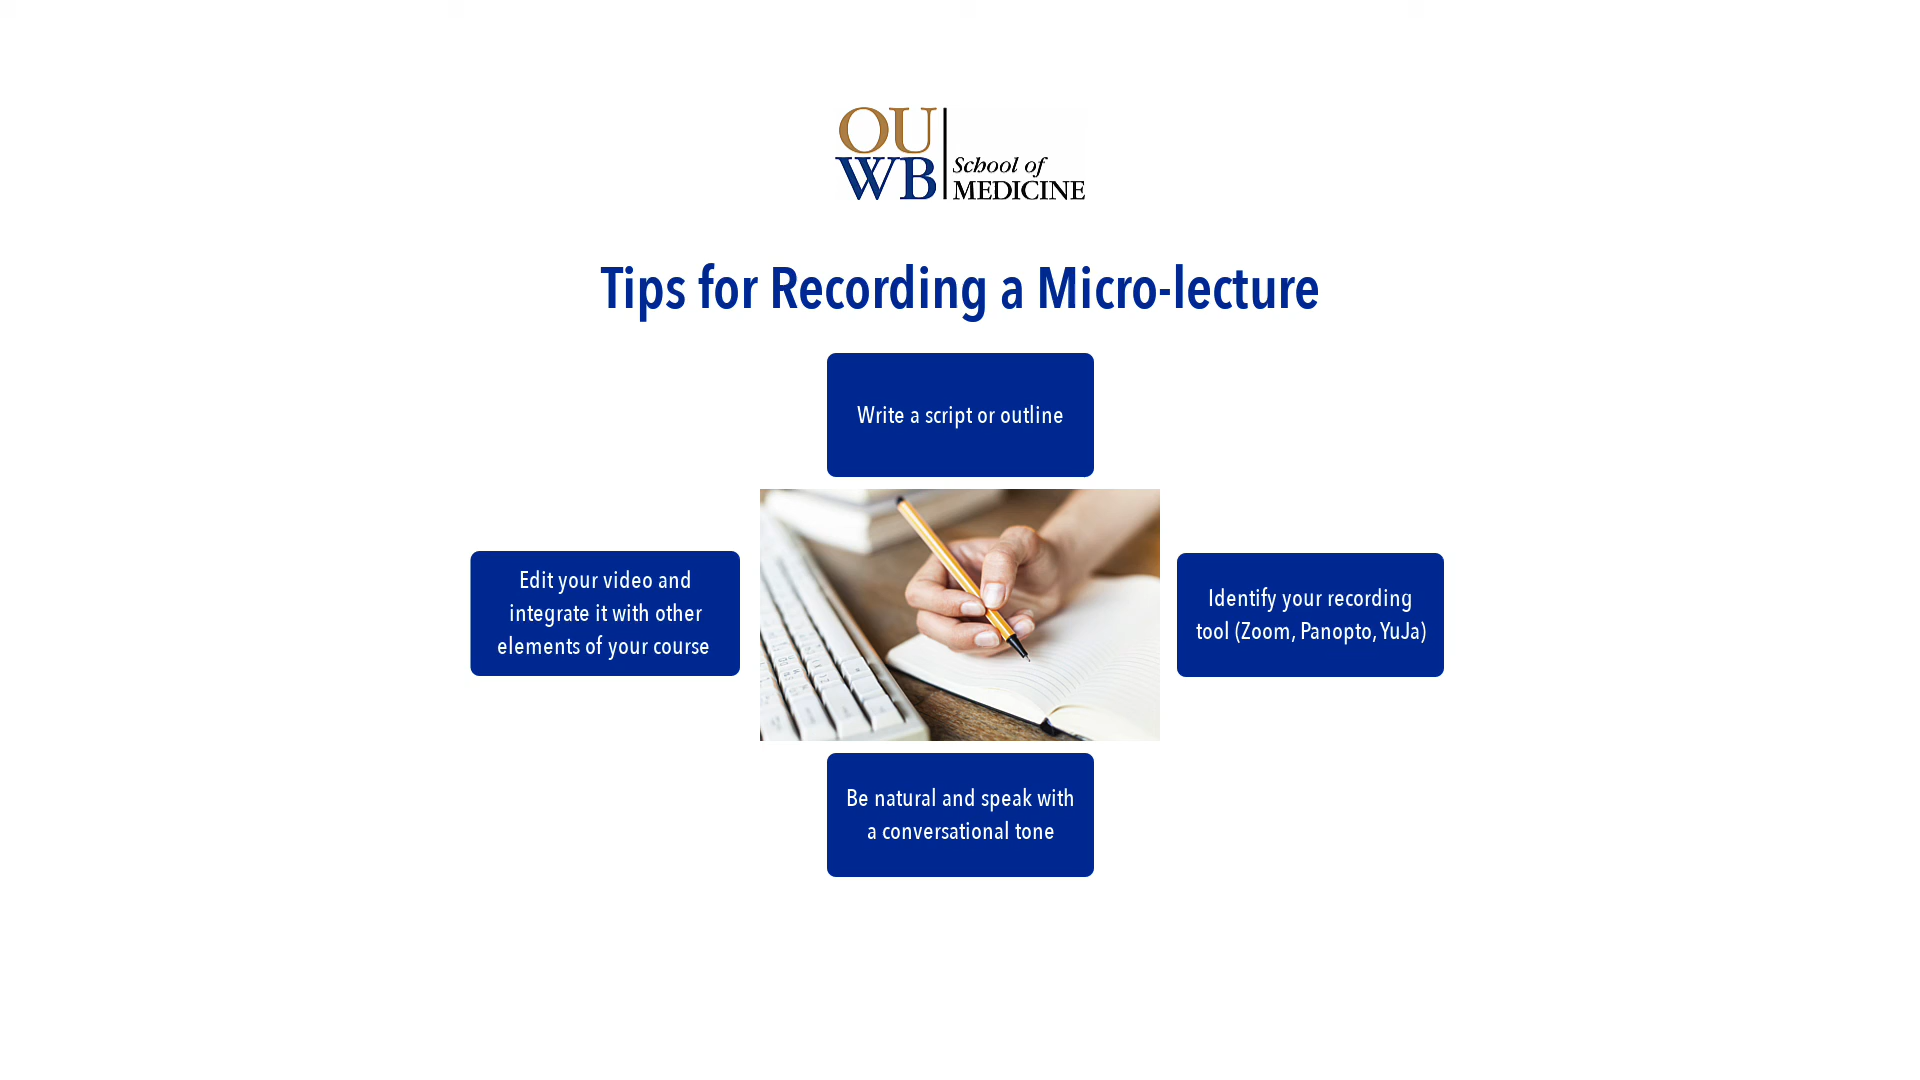 OU
WB
School of
MEDICINE
Tips for Recording a Micro-lecture
Write a script or outline
Edit your video and
integrate it with other
elements of your course
Identify your recording
tool (Zoom, Panopto, YuJa)
Be natural and speak with
a conversational tone